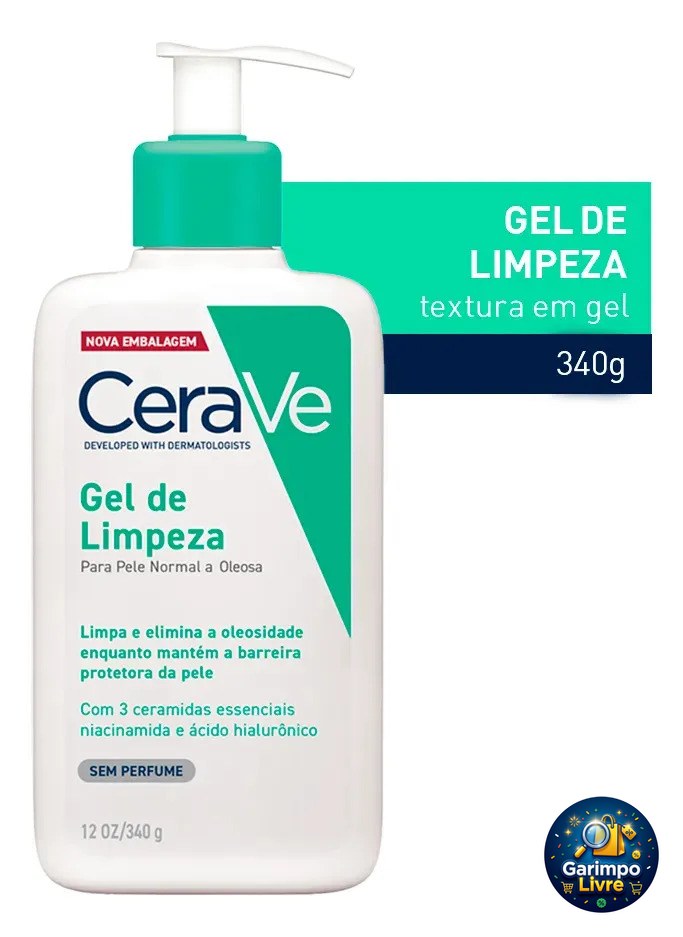 GEL DE
LIMPEZA
textura em gel
340g
NOVA EMBALAGEM
CeraVe
DEVELOPED WITH DERMATOLOGISTS
Gel de
Limpeza
Para Pele Normal a Oleosa
Limpa e elimina a oleosidade
enquanto mantém a barreira
protetora da pele
Com 3 ceramidas essenciais
niacinamida e ácido hialurônico
SEM PERFUME
12 OZ/340 g
Garimpo
Livre